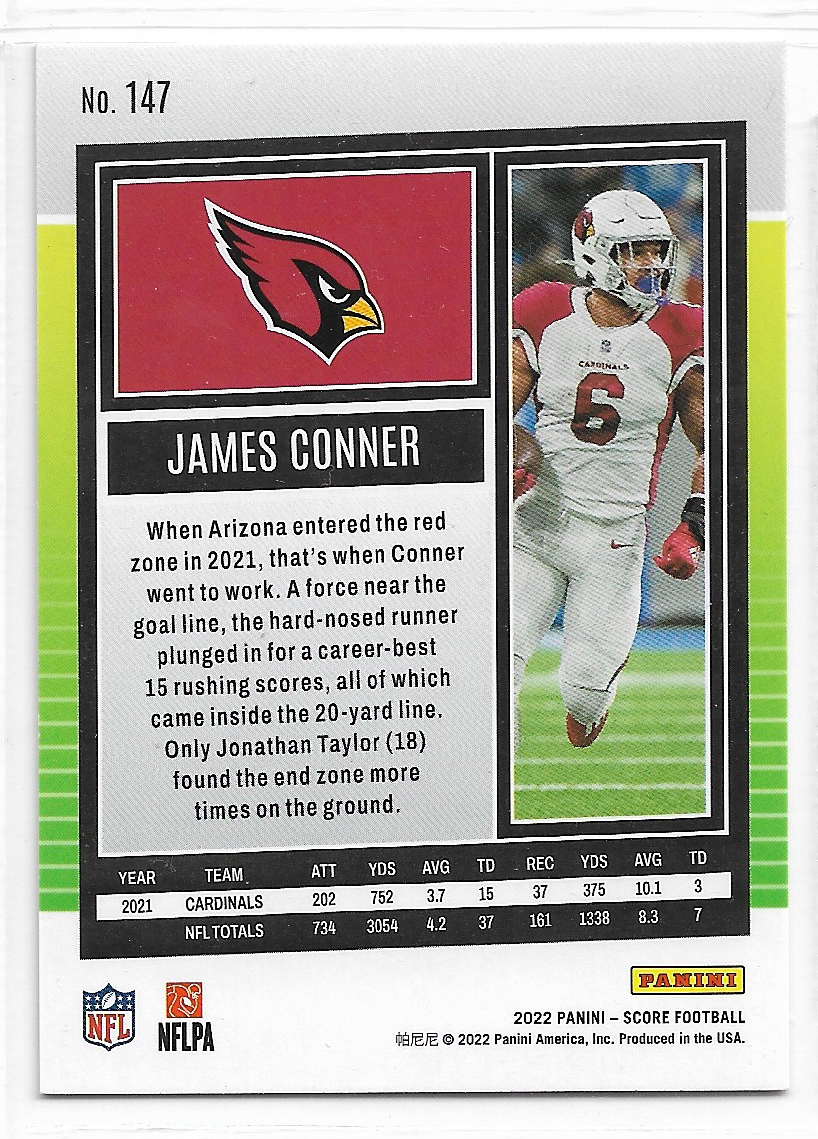 No. 147
CARDINALS
6
JAMES CONNER
When Arizona entered the red
zone in 2021, that's when Conner
went to work. A force near the
goal line, the hard-nosed runner
plunged in for a career-best
15 rushing scores, all of which
came inside the 20-yard line.
Only Jonathan Taylor (18)
found the end zone more
times on the ground.
YEAR TEAM ATT YDS AVG TD REC YDS AVG TD
2021 CARDINALS 202 752 3.7 15 37 375 10.1 3
NFL TOTALS 734 3054 4.2 37 161 1338 8.3 7
NFL
NFLPA
PANINI
2022 PANINI – SCORE FOOTBALL
帕尼尼 © 2022 Panini America, Inc. Produced in the USA.